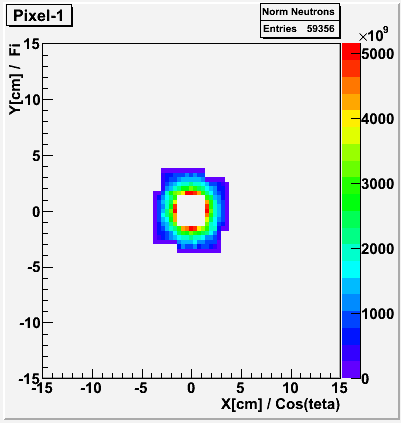 Pixel-1
Norm Neutrons
Entries 59356
×10⁹
Y[cm] / Fi
15
10
5
0
-5
-10
-15
-15 -10 -5 0 5 10 15
X[cm] / Cos(teta)
5000
4000
3000
2000
1000
0